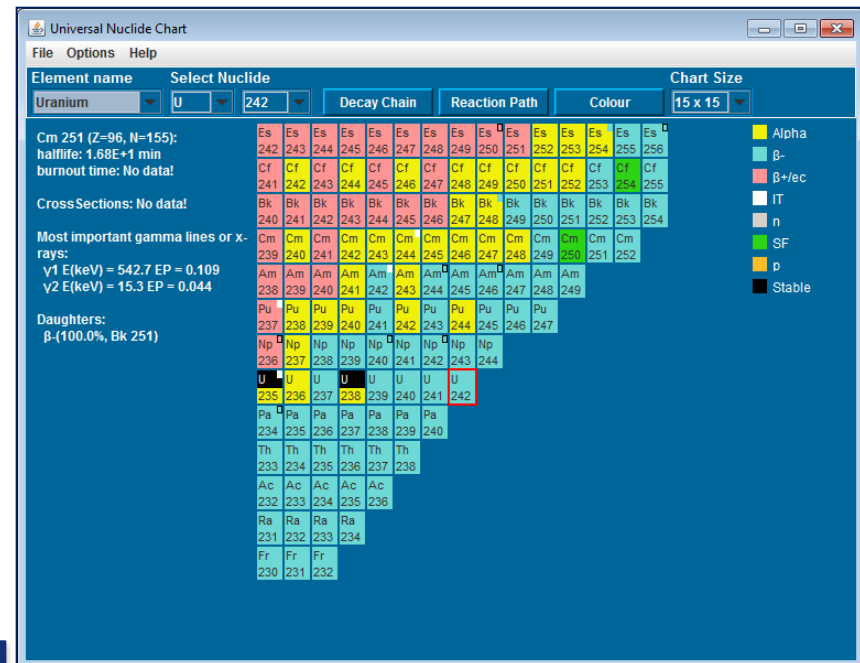 Universal Nuclide Chart
File Options Help
Element name Select Nuclide Chart Size
Uranium U 242 Decay Chain Reaction Path Colour 15 x 15
Cm 251 (Z=96, N=155):
halflife: 1.68E+1 min
burnout time: No data!
CrossSections: No data!
Most important gamma lines or x-
rays:
γ1 E(keV) = 542.7 EP = 0.109
γ2 E(keV) = 15.3 EP = 0.044
Daughters:
β-(100.0%, Bk 251)
Es Es Es Es Es Es Es Es Es Es Es Es Es Es Es
242 243 244 245 246 247 248 249 250 251 252 253 254 255 256
Cf Cf Cf Cf Cf Cf Cf Cf Cf Cf Cf Cf Cf Cf Cf
241 242 243 244 245 246 247 248 249 250 251 252 253 254 255
Bk Bk Bk Bk Bk Bk Bk Bk Bk Bk Bk Bk Bk Bk Bk
240 241 242 243 244 245 246 247 248 249 250 251 252 253 254
Cm Cm Cm Cm Cm Cm Cm Cm Cm Cm Cm Cm Cm Cm
239 240 241 242 243 244 245 246 247 248 249 250 251 252
Am Am Am Am Am Am Am Am Am Am Am Am
238 239 240 241 242 243 244 245 246 247 248 249
Pu Pu Pu Pu Pu Pu Pu Pu Pu Pu Pu
237 238 239 240 241 242 243 244 245 246 247
Np Np Np Np Np Np Np Np Np
236 237 238 239 240 241 242 243 244
U U U U U U U U
235 236 237 238 239 240 241 242
Pa Pa Pa Pa Pa Pa Pa
234 235 236 237 238 239 240
Th Th Th Th Th Th
233 234 235 236 237 238
Ac Ac Ac Ac Ac
232 233 234 235 236
Ra Ra Ra Ra
231 232 233 234
Fr Fr Fr
230 231 232
Alpha
β-
β+/ec
IT
n
SF
p
Stable